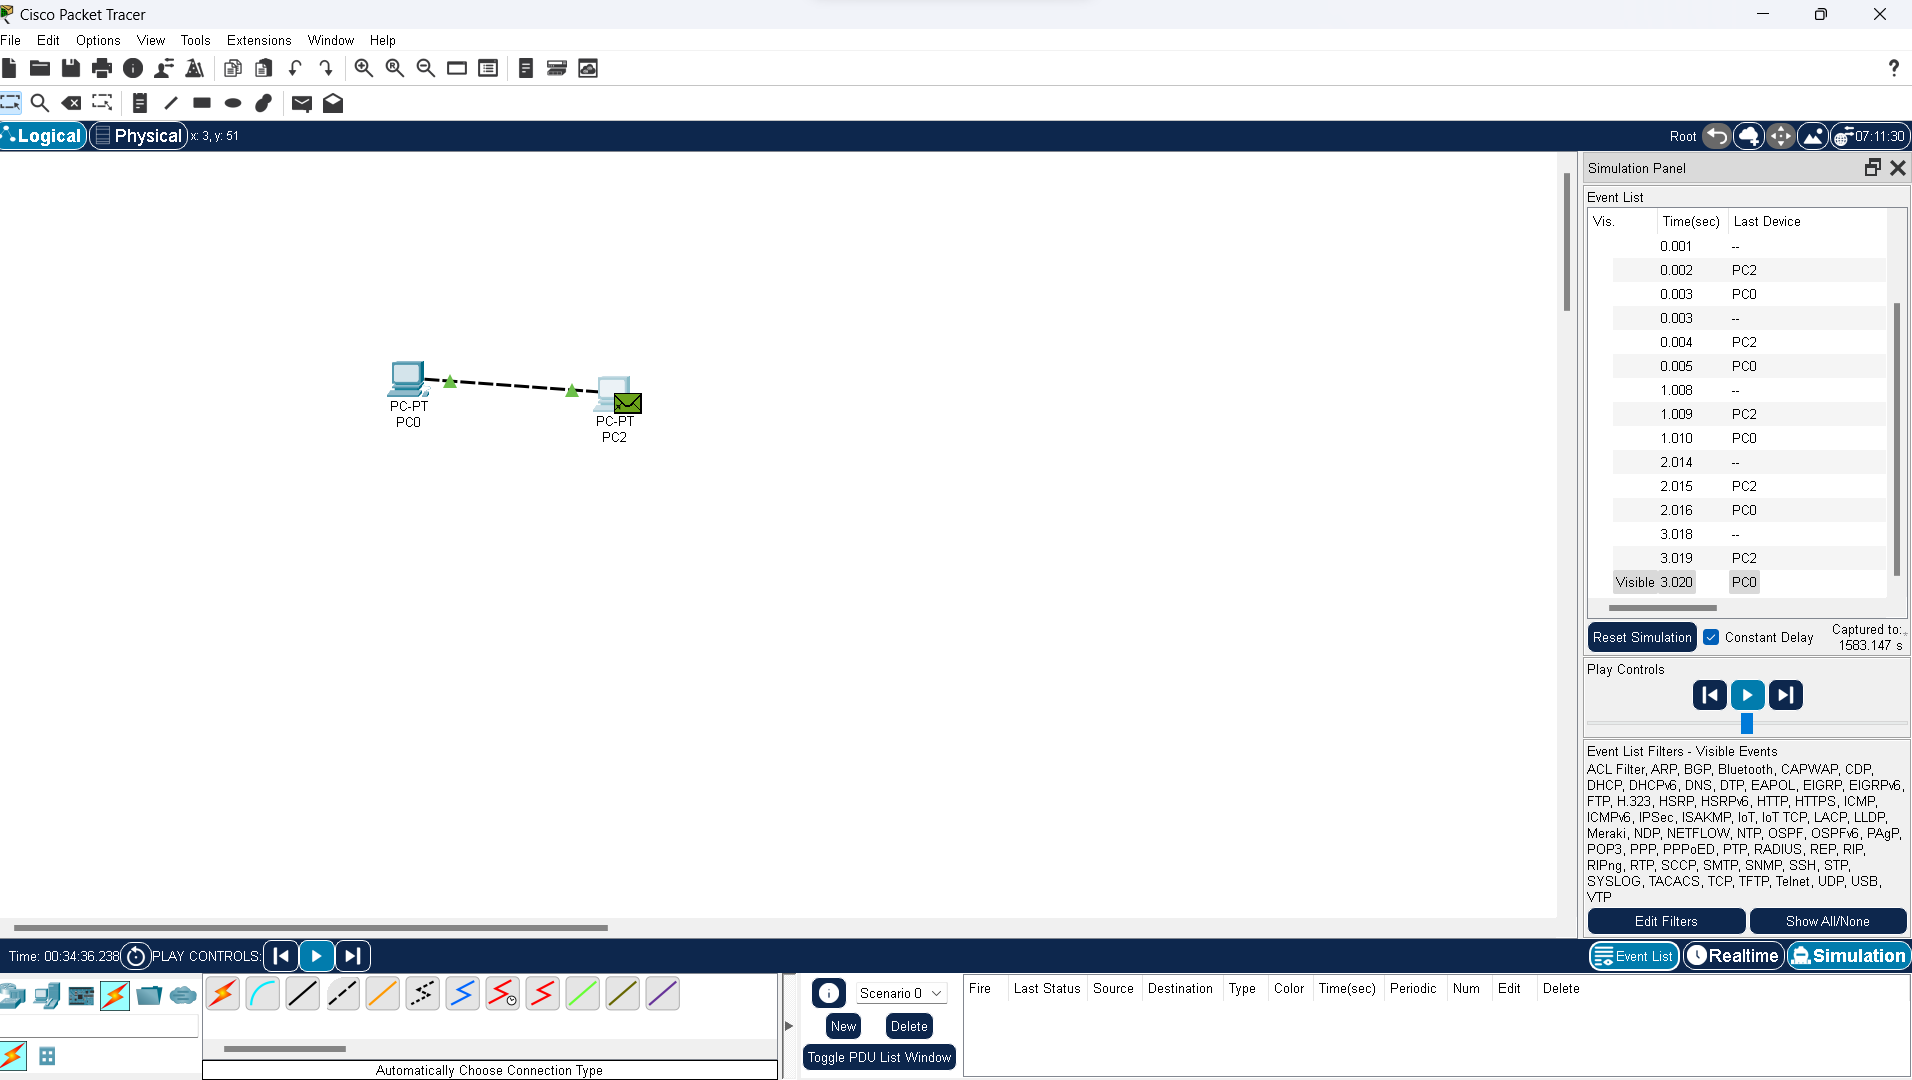 Cisco Packet Tracer
File Edit Options View Tools Extensions Window Help
?
Logical Physical x: 3, y: 51 Root 07:11:30
Simulation Panel
Event List
Vis. Time(sec) Last Device
0.001 --
0.002 PC2
0.003 PC0
0.003 --
0.004 PC2
0.005 PC0
1.008 --
1.009 PC2
1.010 PC0
2.014 --
2.015 PC2
2.016 PC0
3.018 --
3.019 PC2
Visible 3.020 PC0
PC-PT
PC0
PC-PT
PC2
Reset Simulation Constant Delay Captured to:*
1583.147 s
Play Controls
Event List Filters - Visible Events
ACL Filter, ARP, BGP, Bluetooth, CAPWAP, CDP,
DHCP, DHCPv6, DNS, DTP, EAPOL, EIGRP, EIGRPv6,
FTP, H.323, HSRP, HSRPv6, HTTP, HTTPS, ICMP,
ICMPv6, IPSec, ISAKMP, IoT, IoT TCP, LACP, LLDP,
Meraki, NDP, NETFLOW, NTP, OSPF, OSPFv6, PAgP,
POP3, PPP, PPPoED, PTP, RADIUS, REP, RIP,
RIPng, RTP, SCCP, SMTP, SNMP, SSH, STP,
SYSLOG, TACACS, TCP, TFTP, Telnet, UDP, USB,
VTP
Edit Filters Show All/None
Time: 00:34:36.238 PLAY CONTROLS: Event List Realtime Simulation
Scenario 0
New Delete
Toggle PDU List Window
Fire Last Status Source Destination Type Color Time(sec) Periodic Num Edit Delete
Automatically Choose Connection Type